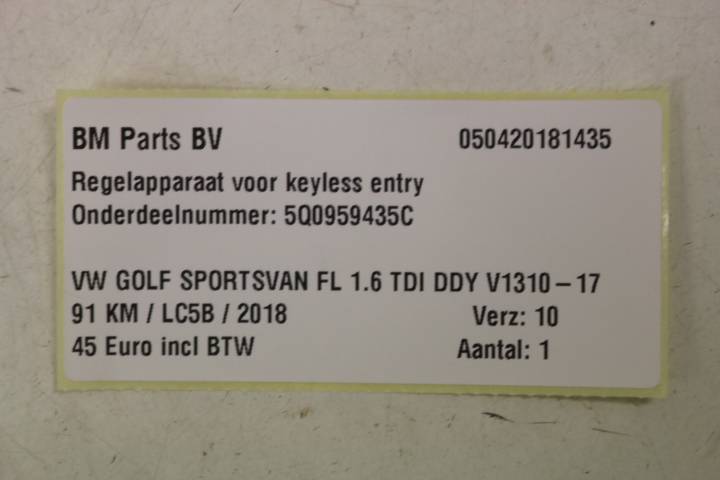 BM Parts BV 050420181435
Regelapparaat voor keyless entry
Onderdeelnummer: 5Q0959435C
VW GOLF SPORTSVAN FL 1.6 TDI DDY V1310-17
91 KM / LC5B / 2018 Verz: 10
45 Euro incl BTW Aantal: 1